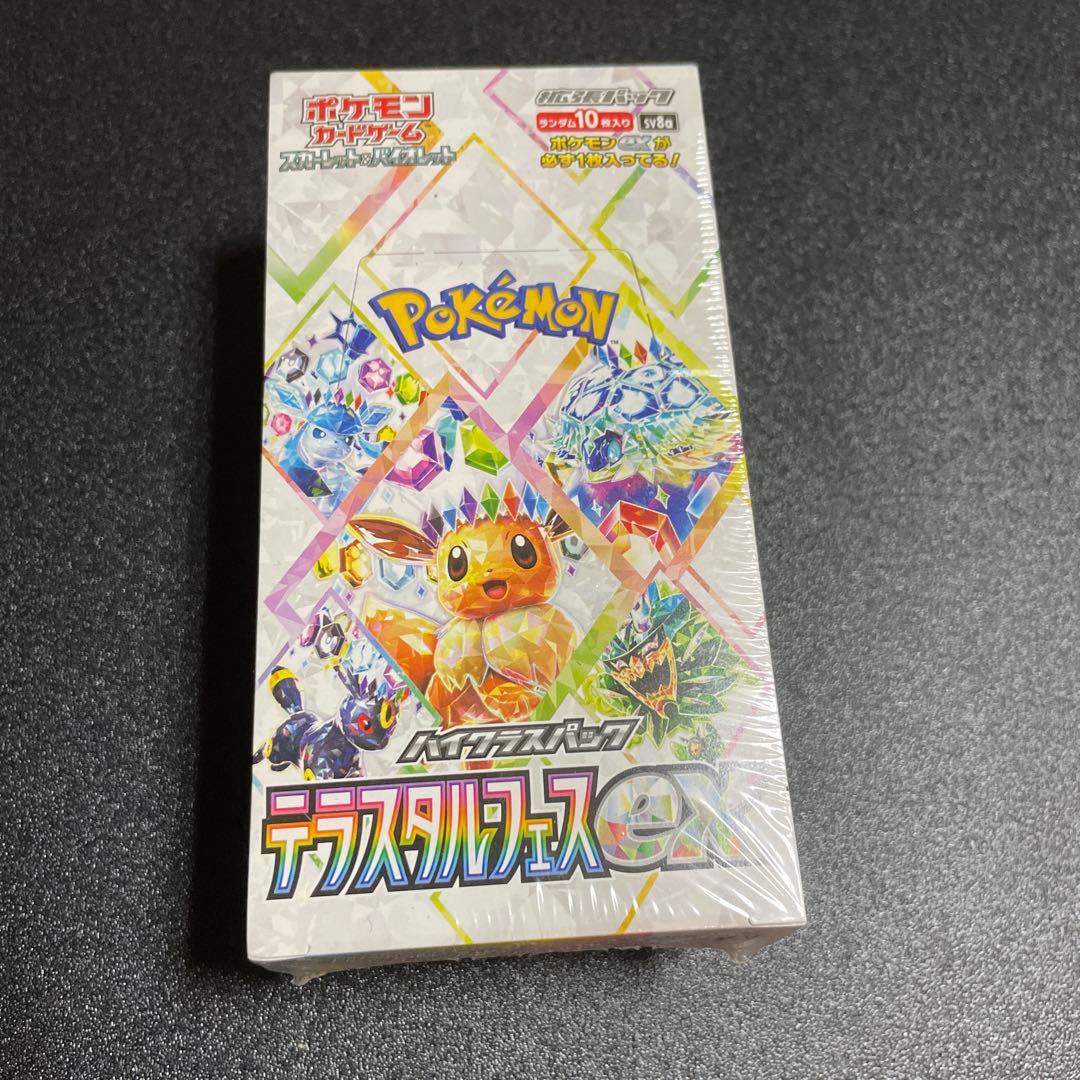 ポケモン
カードゲーム
スカーレット&バイオレット
拡張パック
ランダム10枚入り sv8a
ポケモンexが
必ず1枚入ってる!
POKéMON
TM
ハイクラスパック
テラスタルフェスex